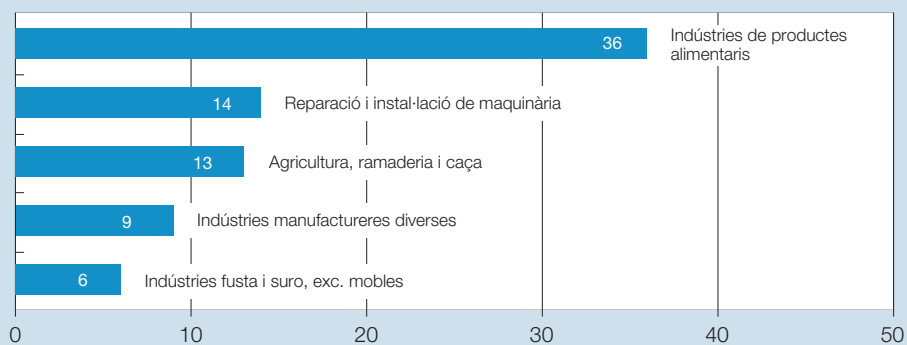 36
Indústries de productes
alimentaris
14
Reparació i instal·lació de maquinària
13
Agricultura, ramaderia i caça
9
Indústries manufactureres diverses
6
Indústries fusta i suro, exc. mobles
0 10 20 30 40 50